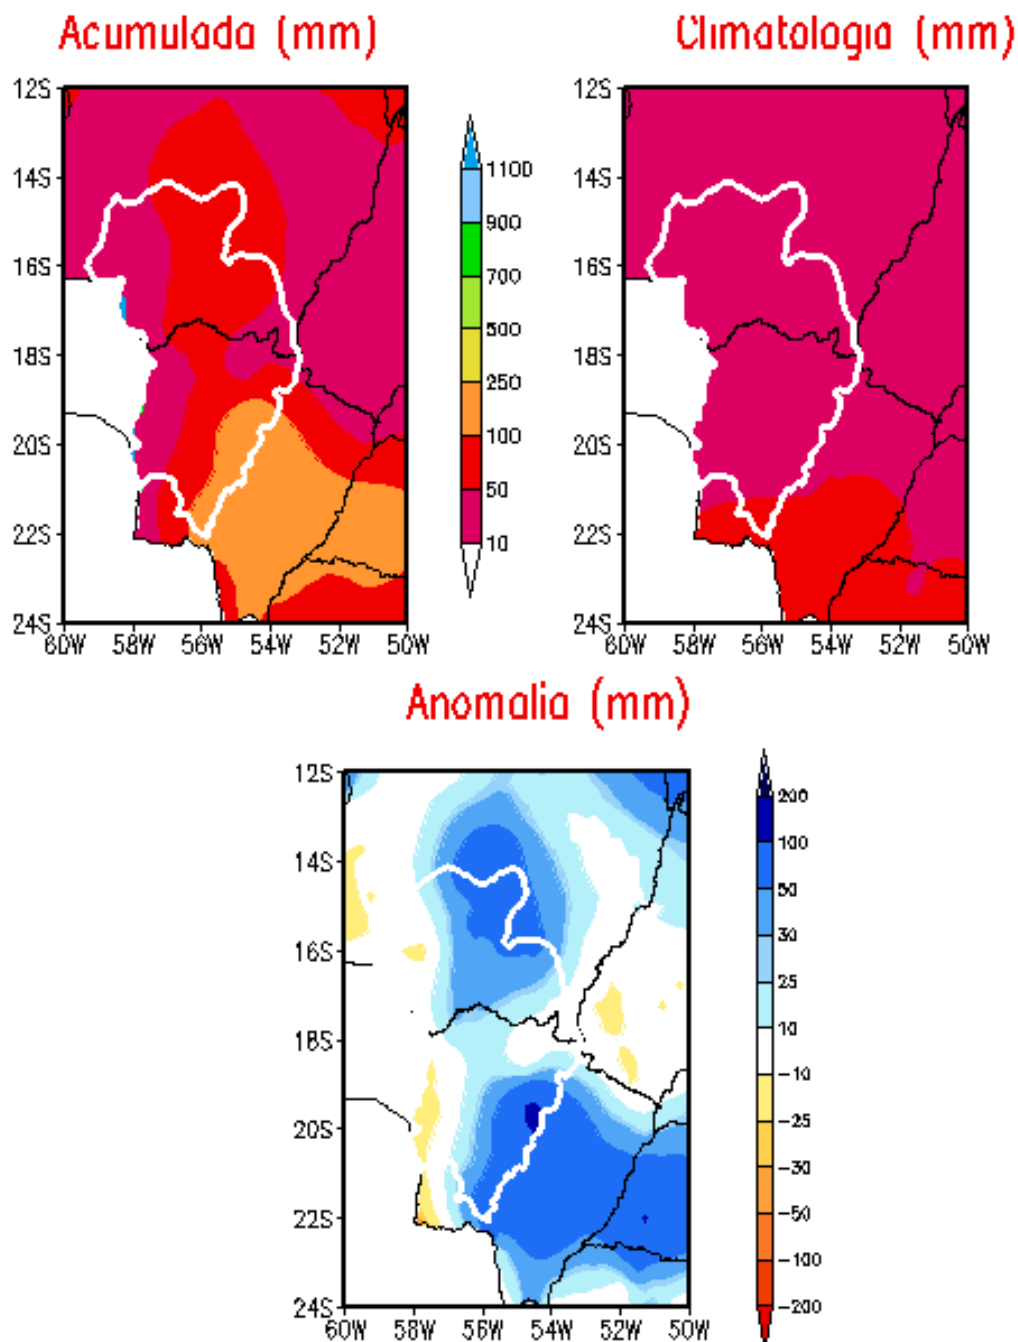 Acumulada (mm)
Climatologia (mm)
12S
14S
16S
18S
20S
22S
24S
60W 58W 56W 54W 52W 50W
1100
900
700
500
250
100
50
10
12S
14S
16S
18S
20S
22S
24S
60W 58W 56W 54W 52W 50W
Anomalia (mm)
12S
14S
16S
18S
20S
22S
24S
60W 58W 56W 54W 52W 50W
200
100
50
30
25
10
-10
-25
-30
-50
-100
-200